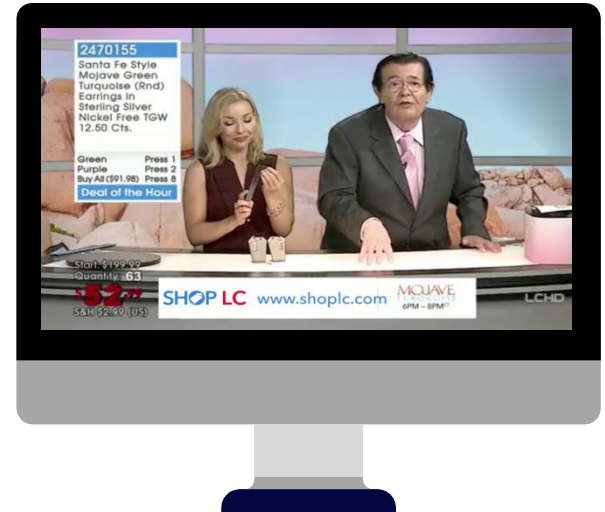 2470155
Santa Fe Style
Mojave Green
Turquoise (Rnd)
Earrings in
Sterling Silver
Nickel Free TGW
12.50 Cts.
Green Press 1
Purple Press 2
Buy All ($91.98) Press 8
Deal of the Hour
Start: $199.99
Quantity: 63
S&H $2.99 (US)
SHOP LC www.shoplc.com
MOJAVE
TURQUOISE
6PM – 8PM
LCHD